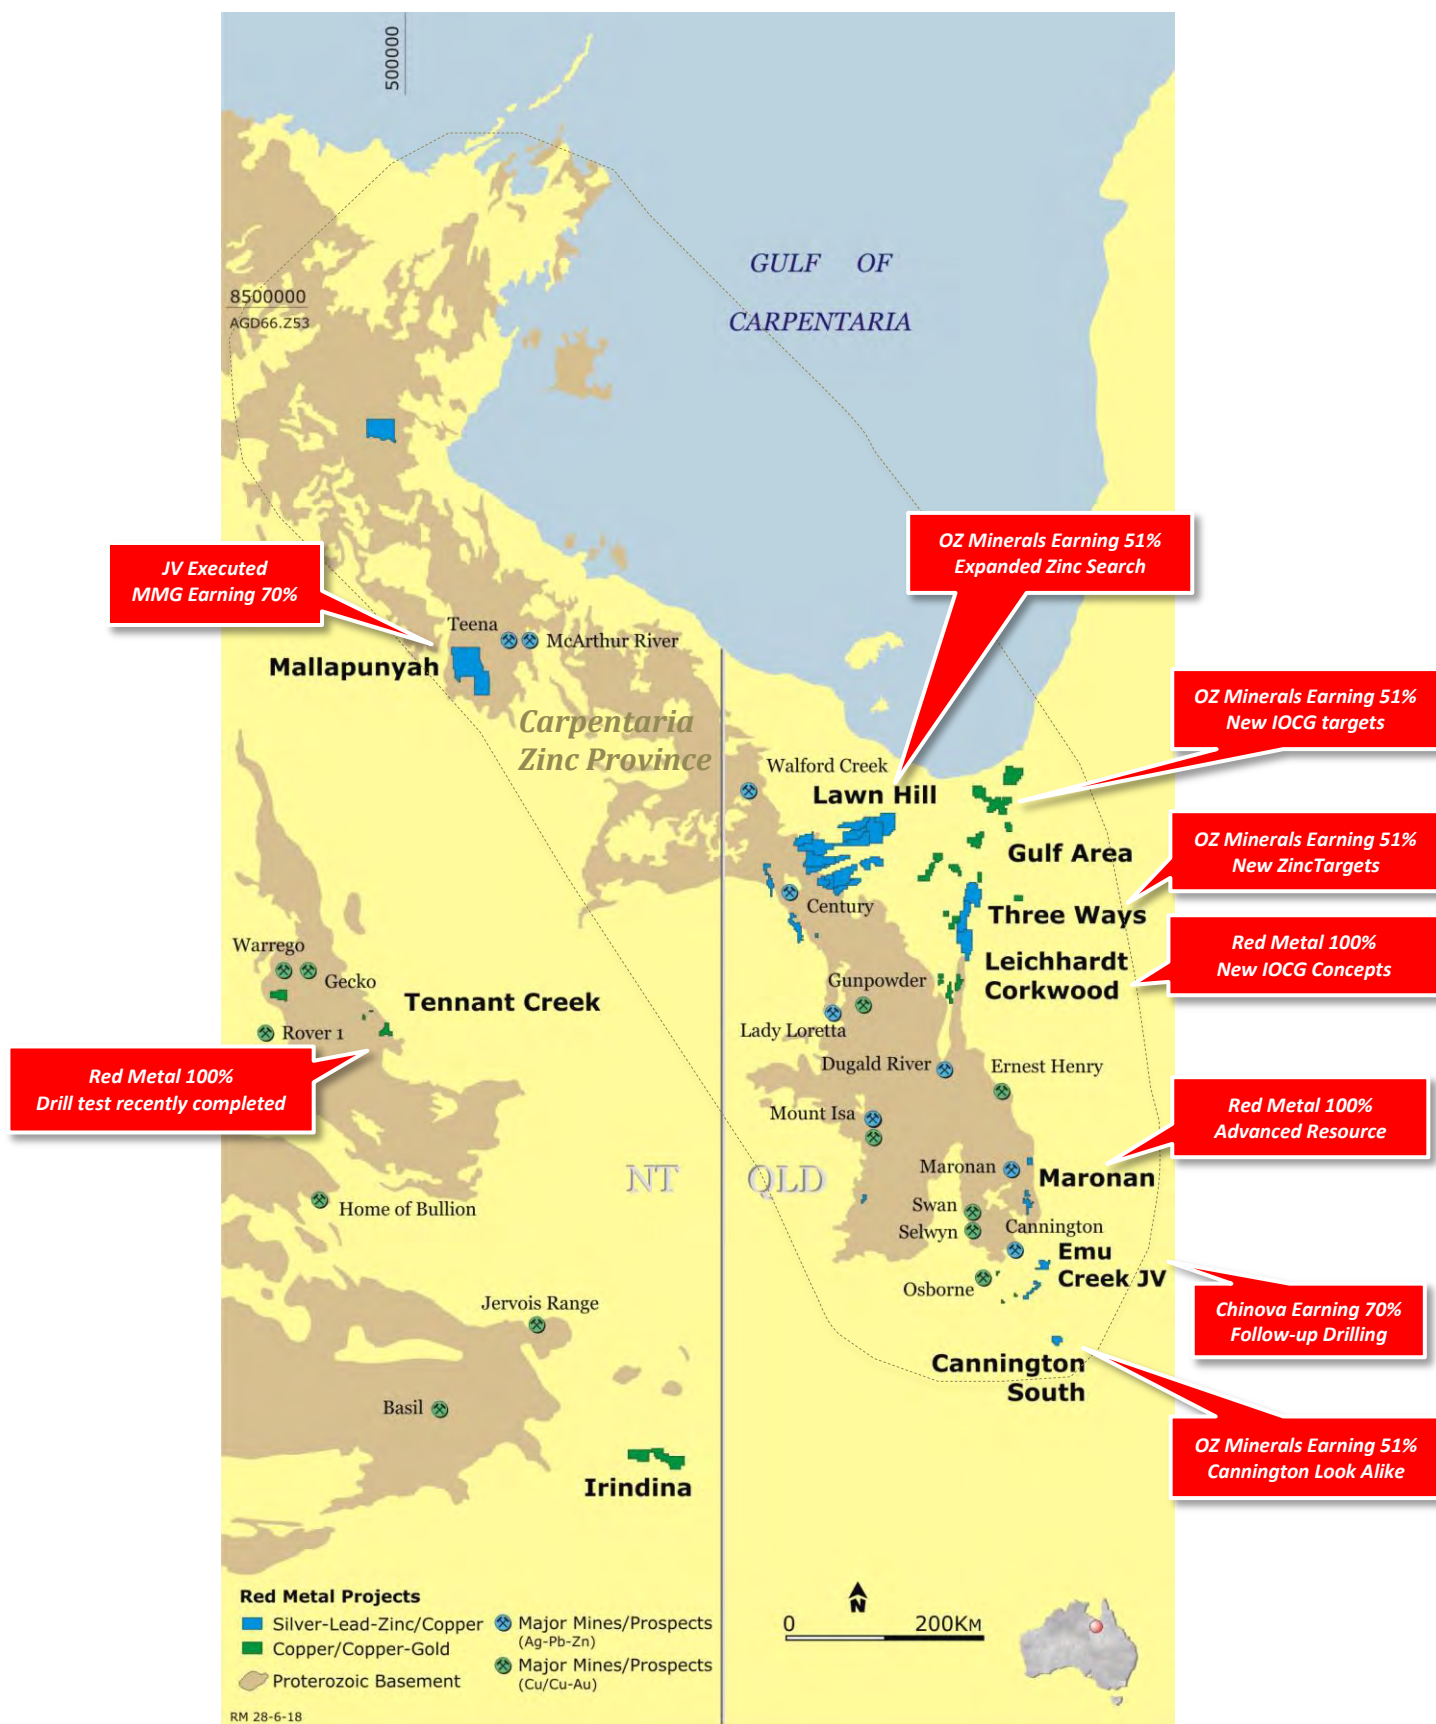 500000
GULF OF
CARPENTARIA
8500000
AGD66.Z53
OZ Minerals Earning 51%
Expanded Zinc Search
JV Executed
MMG Earning 70%
Teena
McArthur River
Mallapunyah
Carpentaria
Zinc Province
OZ Minerals Earning 51%
New IOCG targets
Walford Creek
Lawn Hill
OZ Minerals Earning 51%
New ZincTargets
Gulf Area
Century
Three Ways
Red Metal 100%
New IOCG Concepts
Warrego
Gecko
Leichhardt
Corkwood
Gunpowder
Tennant Creek
Lady Loretta
Rover 1
Red Metal 100%
Drill test recently completed
Dugald River
Ernest Henry
Mount Isa
Red Metal 100%
Advanced Resource
NT
QLD
Maronan
Maronan
Home of Bullion
Swan
Selwyn
Cannington
Emu
Creek JV
Osborne
Jervois Range
Chinova Earning 70%
Follow-up Drilling
Cannington
South
Basil
OZ Minerals Earning 51%
Cannington Look Alike
Irindina
Red Metal Projects
Silver-Lead-Zinc/Copper
Copper/Copper-Gold
Proterozoic Basement
Major Mines/Prospects
(Ag-Pb-Zn)
Major Mines/Prospects
(Cu/Cu-Au)
N
0 200KM
RM 28-6-18